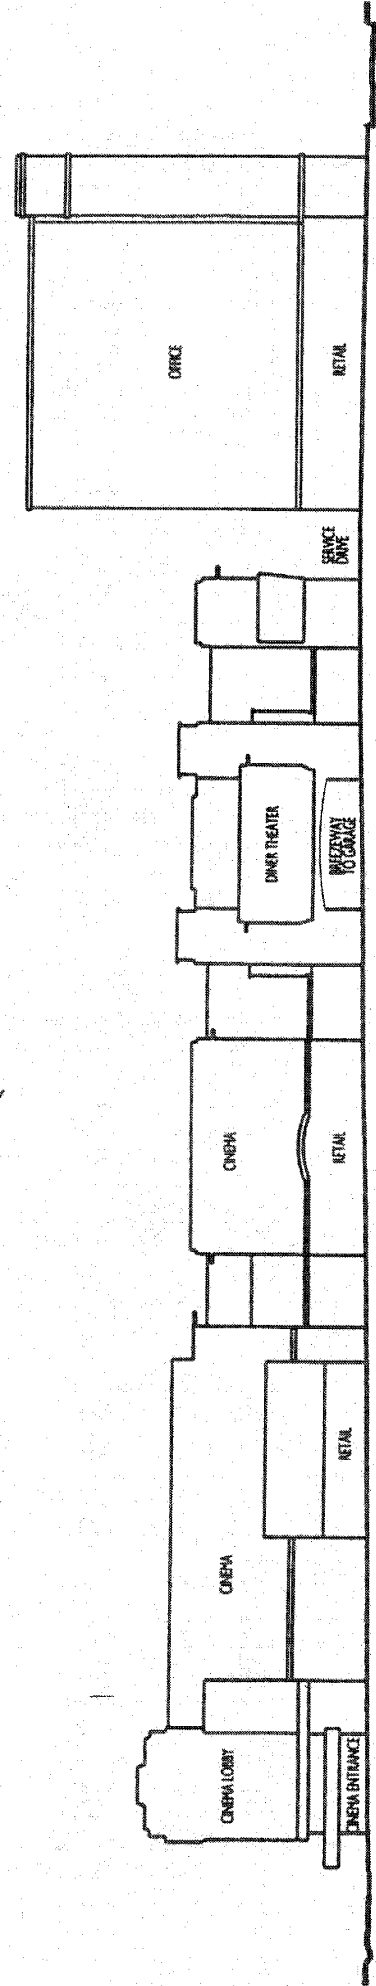 CINEMA LOBBY
CINEMA ENTRANCE
CINEMA
RETAIL
CINEMA
RETAIL
DINER THEATER
BREEZEWAY
TO GARAGE
SERVICE
DRIVE
OFFICE
RETAIL